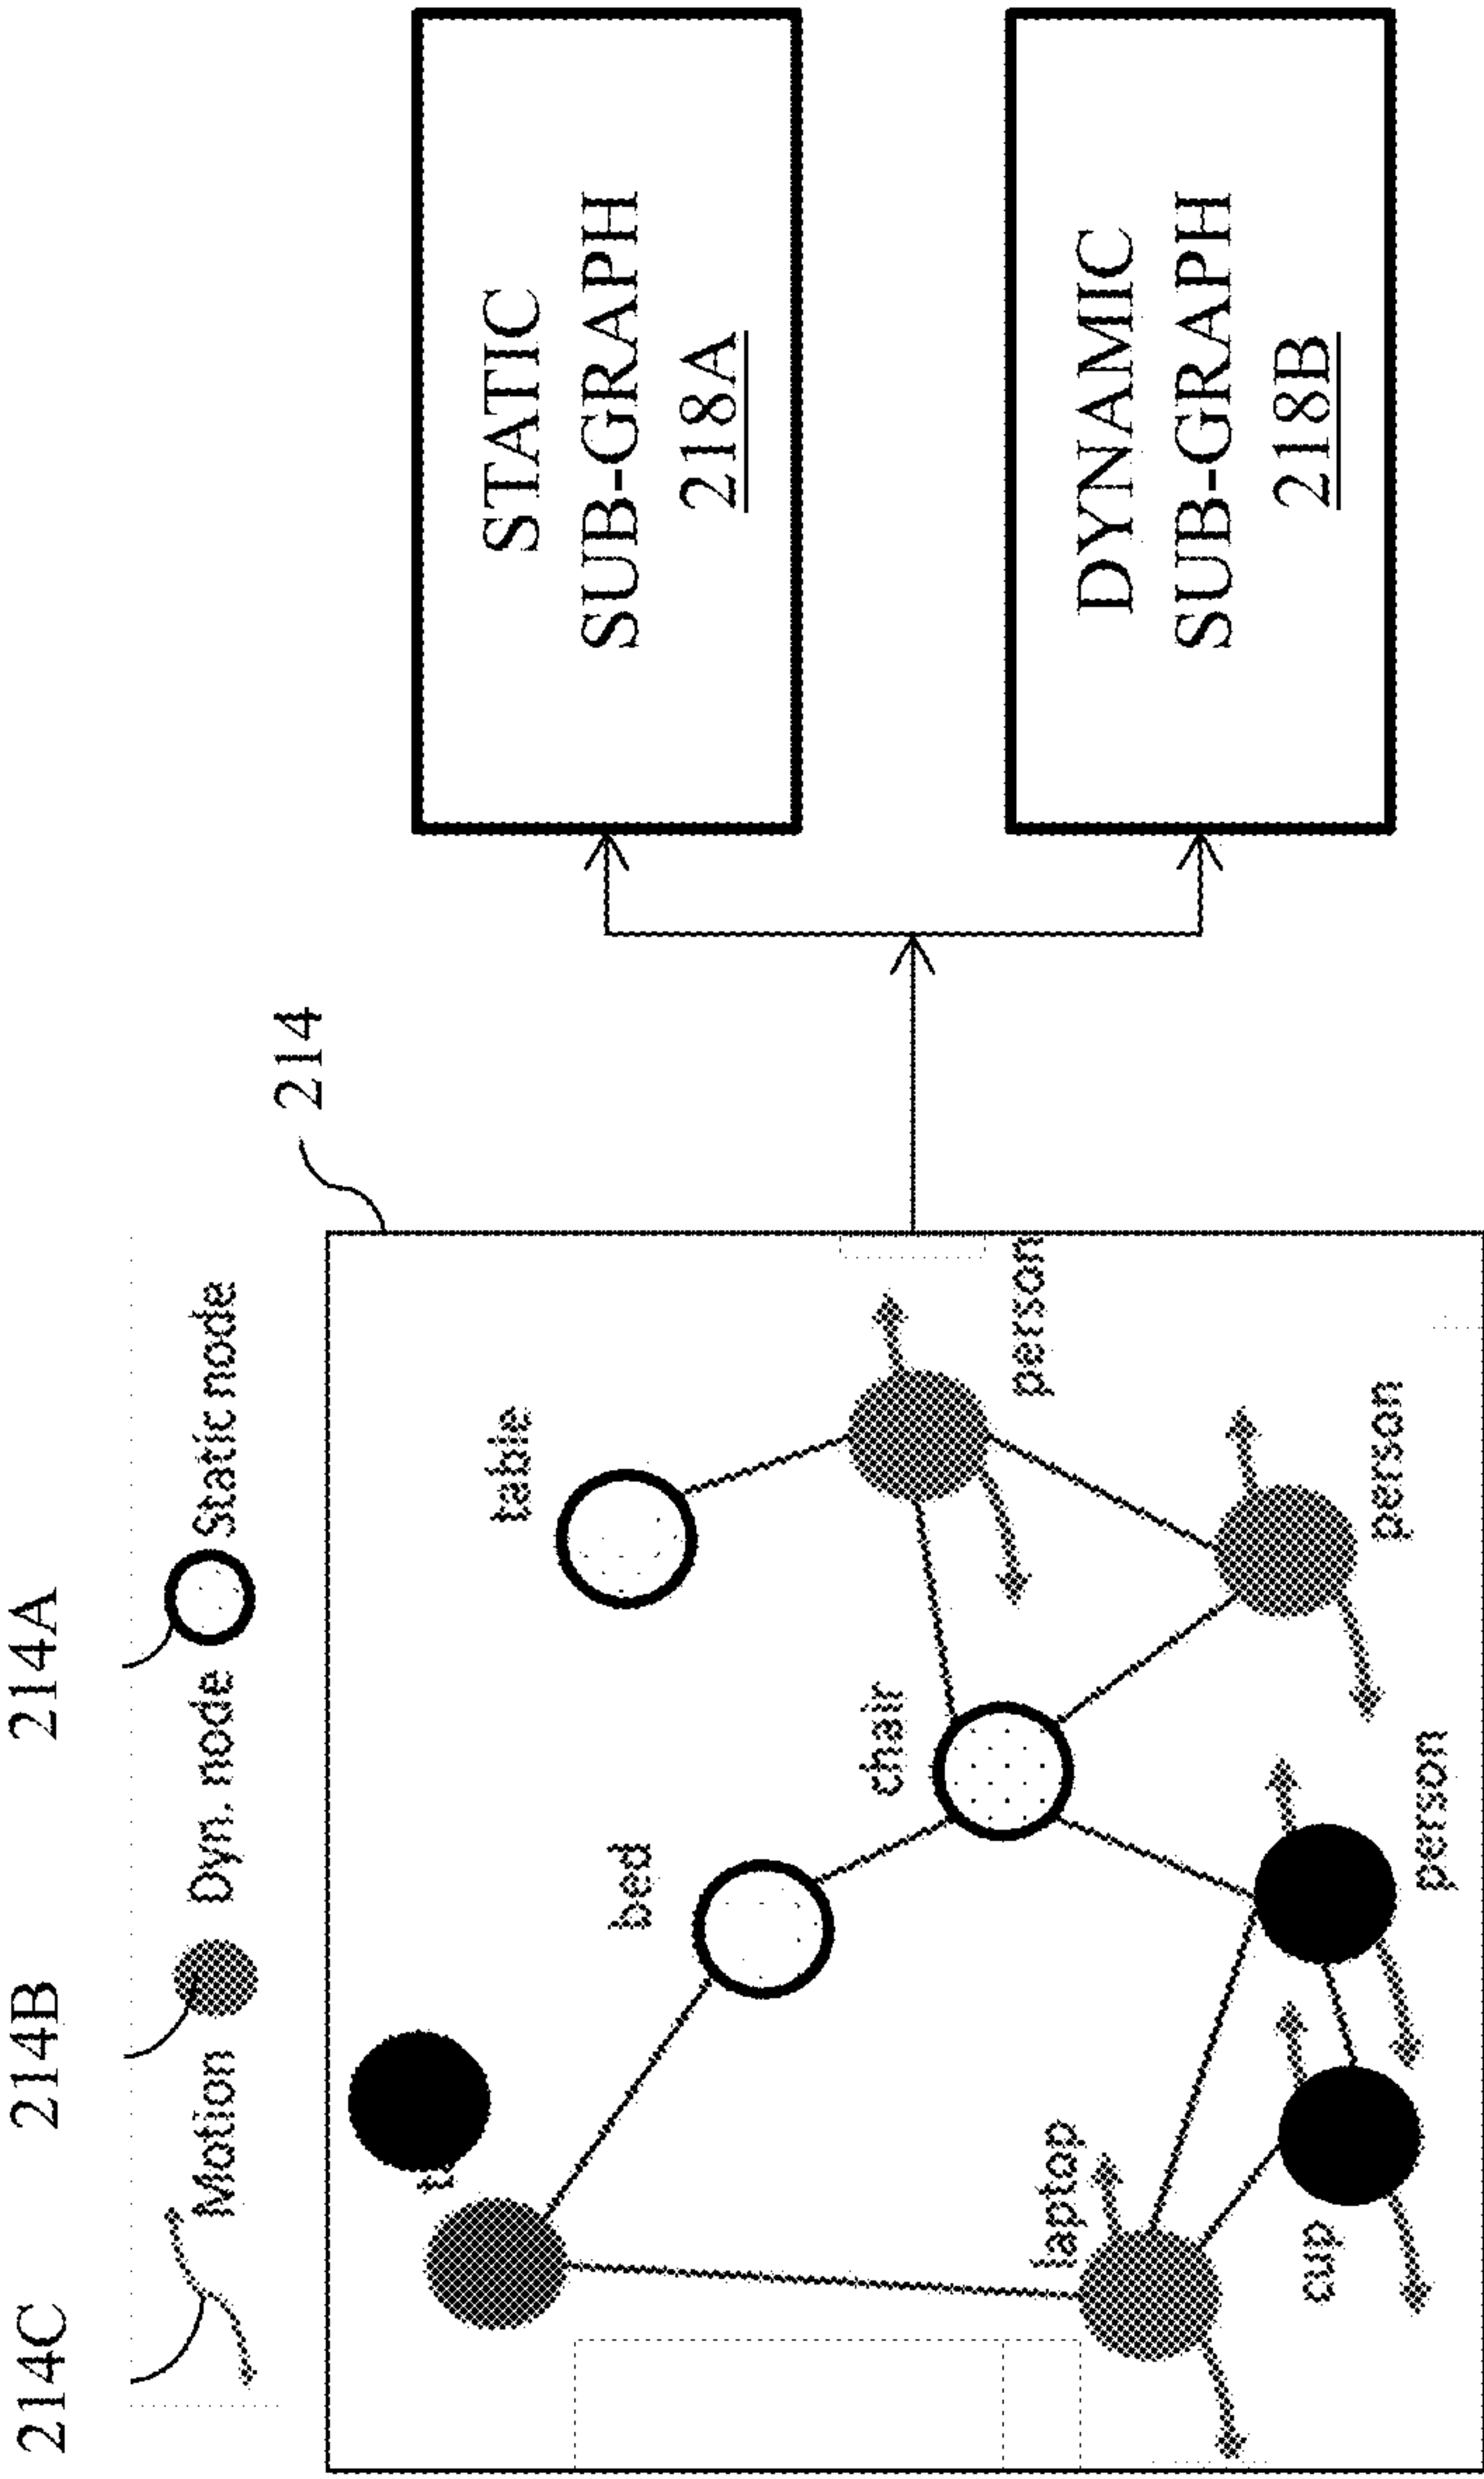 214C
214B
214A
Motion
Dyn. node
Static node
214
table
person
bed
chair
person
laptop
cup
person
STATIC
SUB-GRAPH
218A
DYNAMIC
SUB-GRAPH
218B